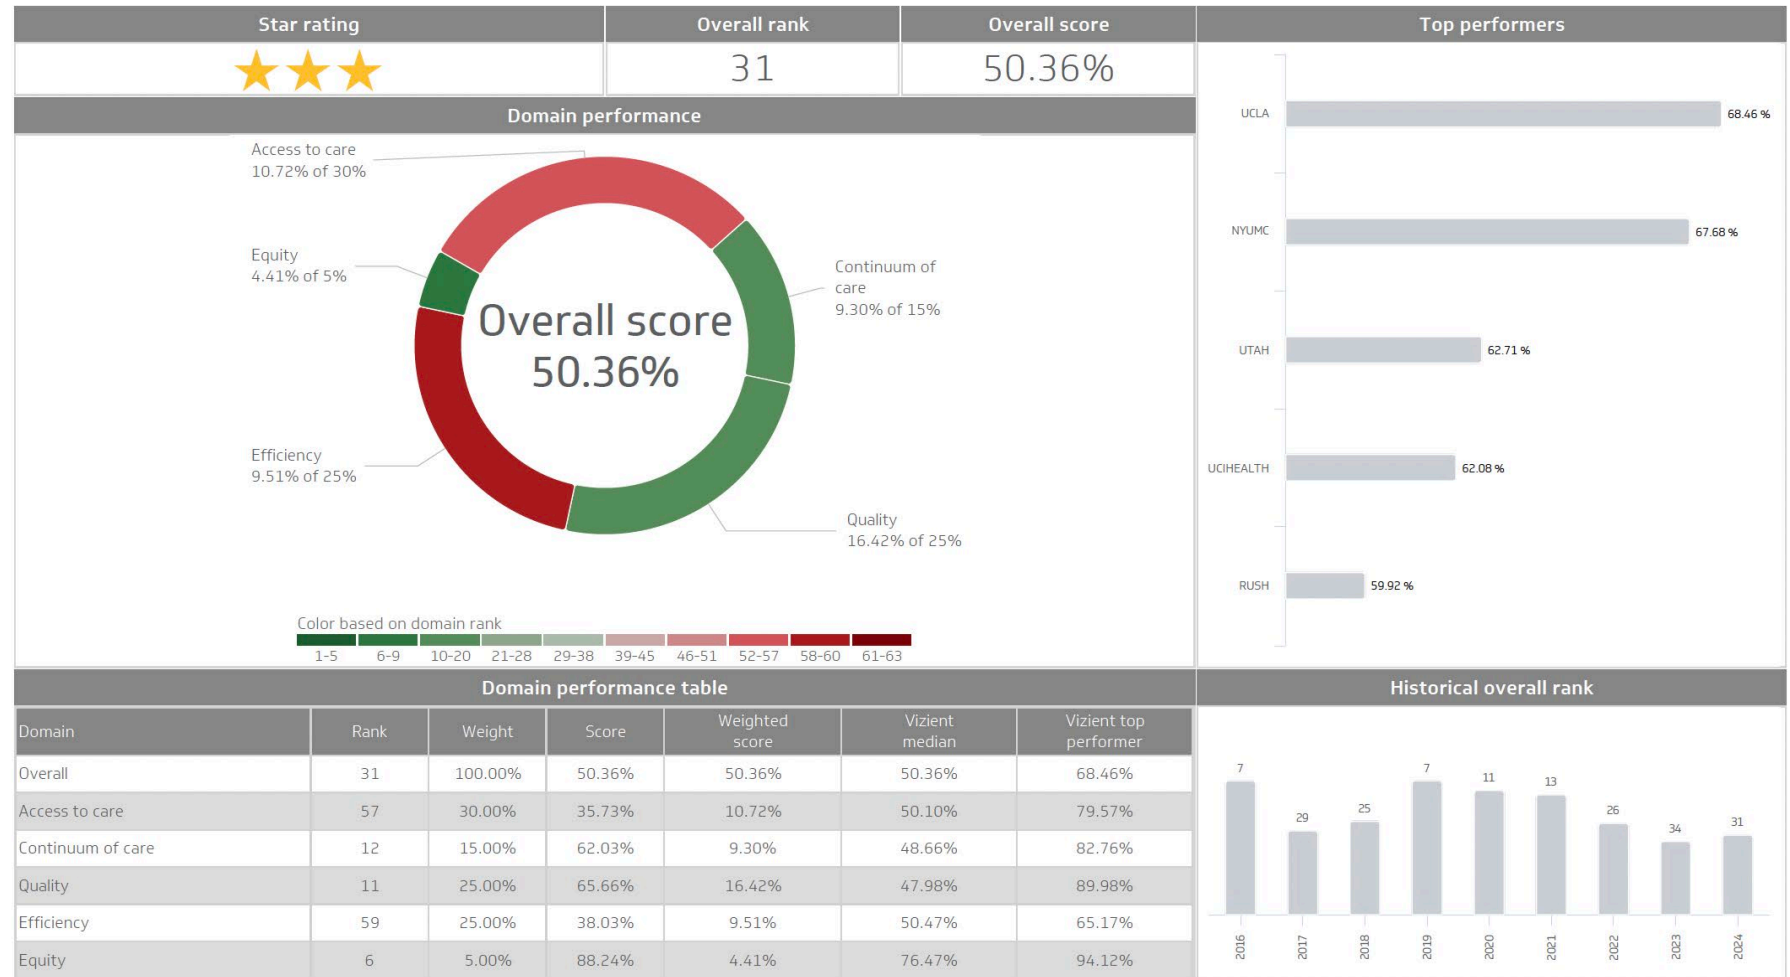 Star rating
Overall rank
Overall score
31
50.36%
Domain performance
Access to care
10.72% of 30%
Equity
4.41% of 5%
Continuum of
care
9.30% of 15%
Overall score
50.36%
Efficiency
9.51% of 25%
Quality
16.42% of 25%
Color based on domain rank
1-5 6-9 10-20 21-28 29-38 39-45 46-51 52-57 58-60 61-63
Top performers
UCLA 68.46 %
NYUMC 67.68 %
UTAH 62.71 %
UCIHEALTH 62.08 %
RUSH 59.92 %
Domain performance table
Domain Rank Weight Score Weighted score Vizient median Vizient top performer
Overall 31 100.00% 50.36% 50.36% 50.36% 68.46%
Access to care 57 30.00% 35.73% 10.72% 50.10% 79.57%
Continuum of care 12 15.00% 62.03% 9.30% 48.66% 82.76%
Quality 11 25.00% 65.66% 16.42% 47.98% 89.98%
Efficiency 59 25.00% 38.03% 9.51% 50.47% 65.17%
Equity 6 5.00% 88.24% 4.41% 76.47% 94.12%
Historical overall rank
7 29 25 7 11 13 26 34 31
2016 2017 2018 2019 2020 2021 2022 2023 2024